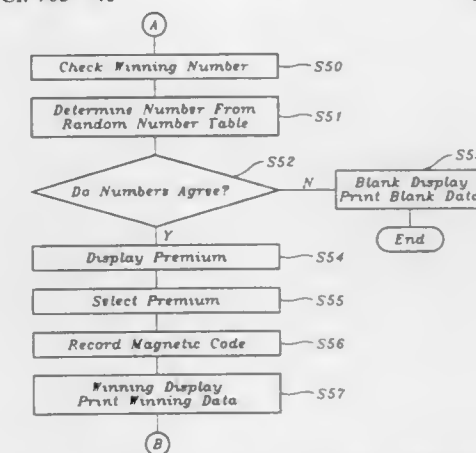 A
Check Winning Number
S50
Determine Number From
Random Number Table
S51
S52
Do Numbers Agree?
N
Blank Display
Print Blank Data
End
Y
Display Premium
S54
Select Premium
S55
Record Magnetic Code
S56
Winning Display
Print Winning Data
S57
B